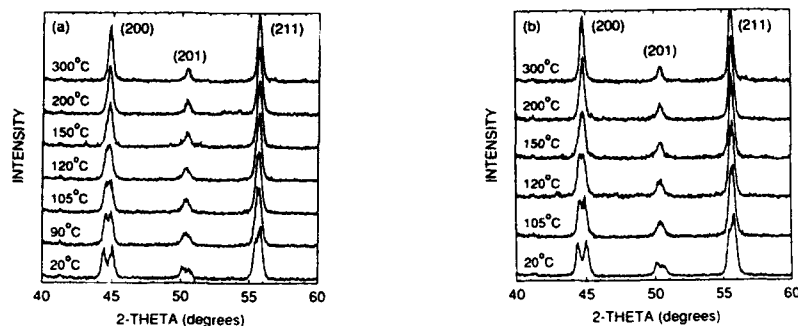 (a)
(200)
(201)
(211)
300°C
200°C
150°C
120°C
105°C
90°C
20°C
INTENSITY
40 45 50 55 60
2-THETA (degrees)
(b)
(200)
(201)
(211)
300°C
200°C
150°C
120°C
105°C
20°C
INTENSITY
40 45 50 55 60
2-THETA (degrees)